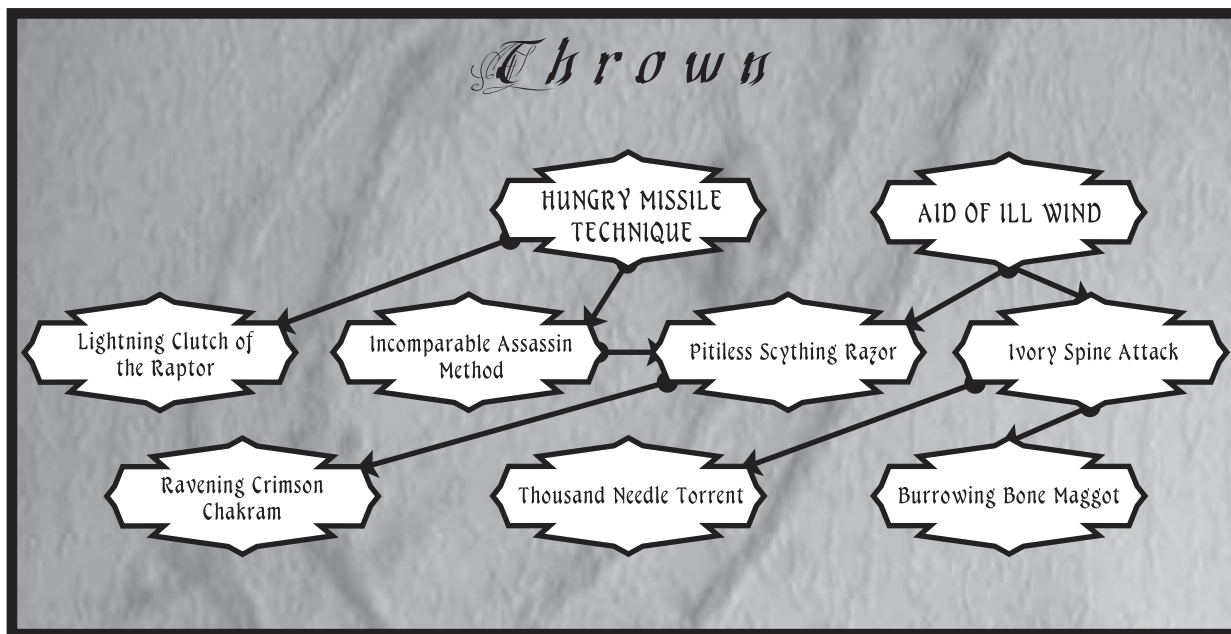 Thrown
HUNGRY MISSILE
TECHNIQUE
AID OF ILL WIND
Lightning Clutch of
the Raptor
Incomparable Assassin
Method
Pitiless Scything Razor
Ivory Spine Attack
Ravening Crimson
Chakram
Thousand Needle Torrent
Burrowing Bone Maggot